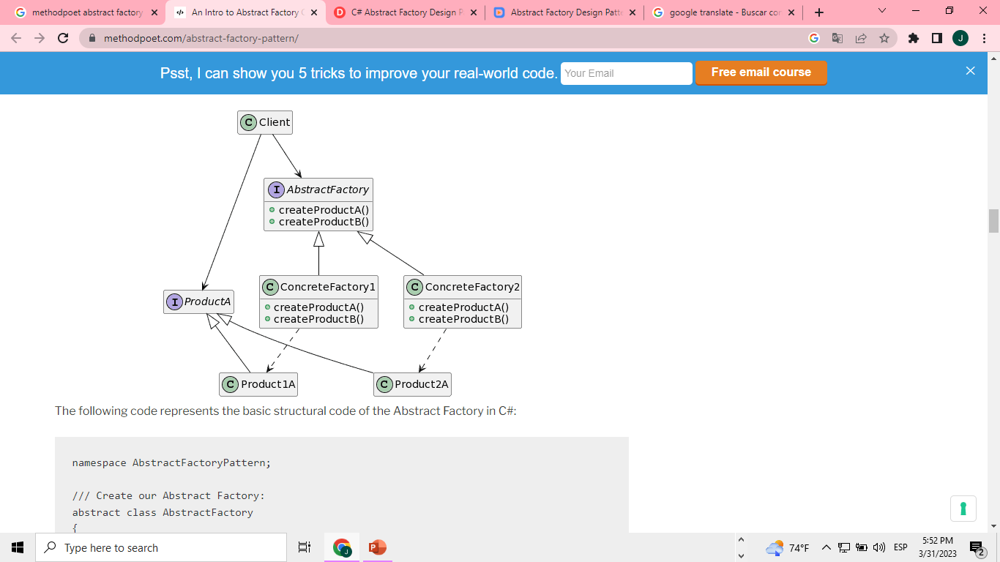 methodpoet abstract factory
An Intro to Abstract Factory
C# Abstract Factory Design P
Abstract Factory Design Patt
google translate - Buscar con
methodpoet.com/abstract-factory-pattern/
J
Psst, I can show you 5 tricks to improve your real-world code.
Your Email
Free email course
C Client
I AbstractFactory
createProductA()
createProductB()
I ProductA
C ConcreteFactory1
createProductA()
createProductB()
C ConcreteFactory2
createProductA()
createProductB()
C Product1A
C Product2A
The following code represents the basic structural code of the Abstract Factory in C#:
namespace AbstractFactoryPattern;
/// Create our Abstract Factory:
abstract class AbstractFactory
{
Type here to search
74°F
ESP
5:52 PM
3/31/2023
2